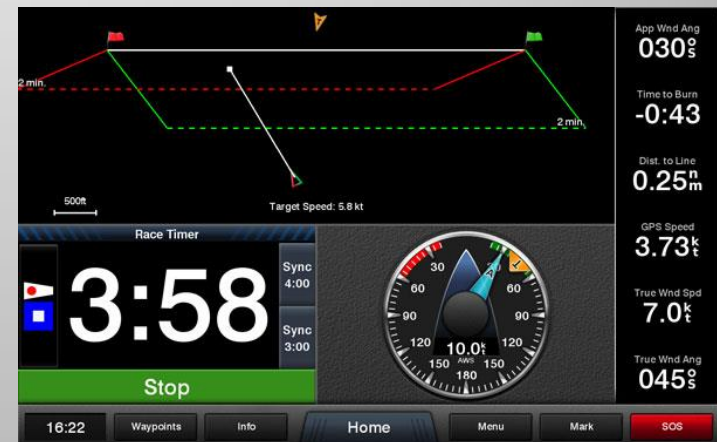 2 min.
2 min.
500ft
Target Speed: 5.8 kt
Race Timer
3:58
Sync
4:00
Sync
3:00
Stop
30
60
90
120
150
180
150
120
90
60
10.0kt
AWS
T
App Wnd Ang
030°s
Time to Burn
-0:43
Dist. to Line
0.25nm
GPS Speed
3.73kt
True Wnd Spd
7.0kt
True Wnd Ang
045°s
16:22
Waypoints
Info
Home
Menu
Mark
SOS